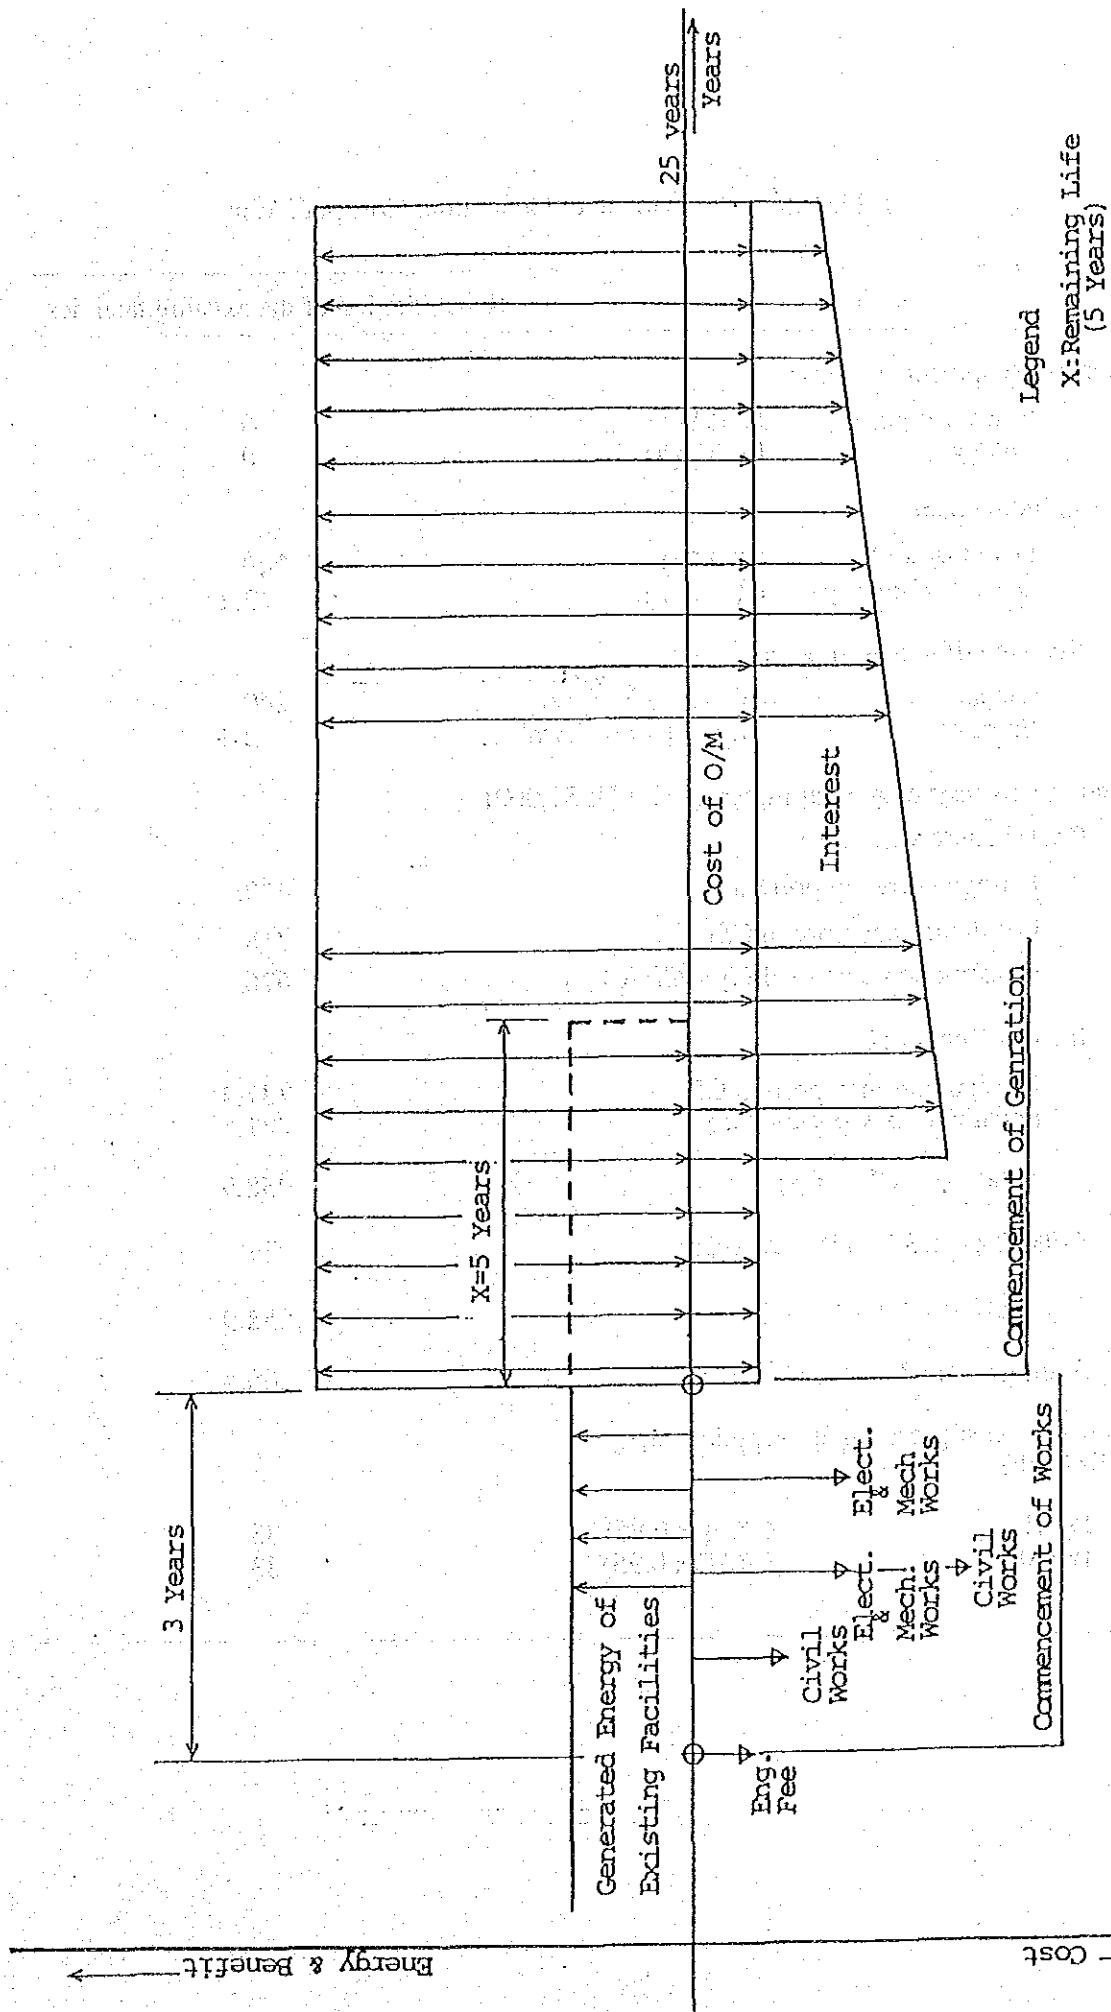 Energy & Benefit
Cost
3 Years
X=5 Years
Generated Energy of
Existing Facilities
25 years
Years
Cost of O/M
Interest
Eng.
Fee
Civil
Works
Elect.
&
Mech.
Works
Civil
Works
Elect.
&
Mech
Works
Commencement of Works
Commencement of Genration
Legend
X:Remaining Life
(5 Years)